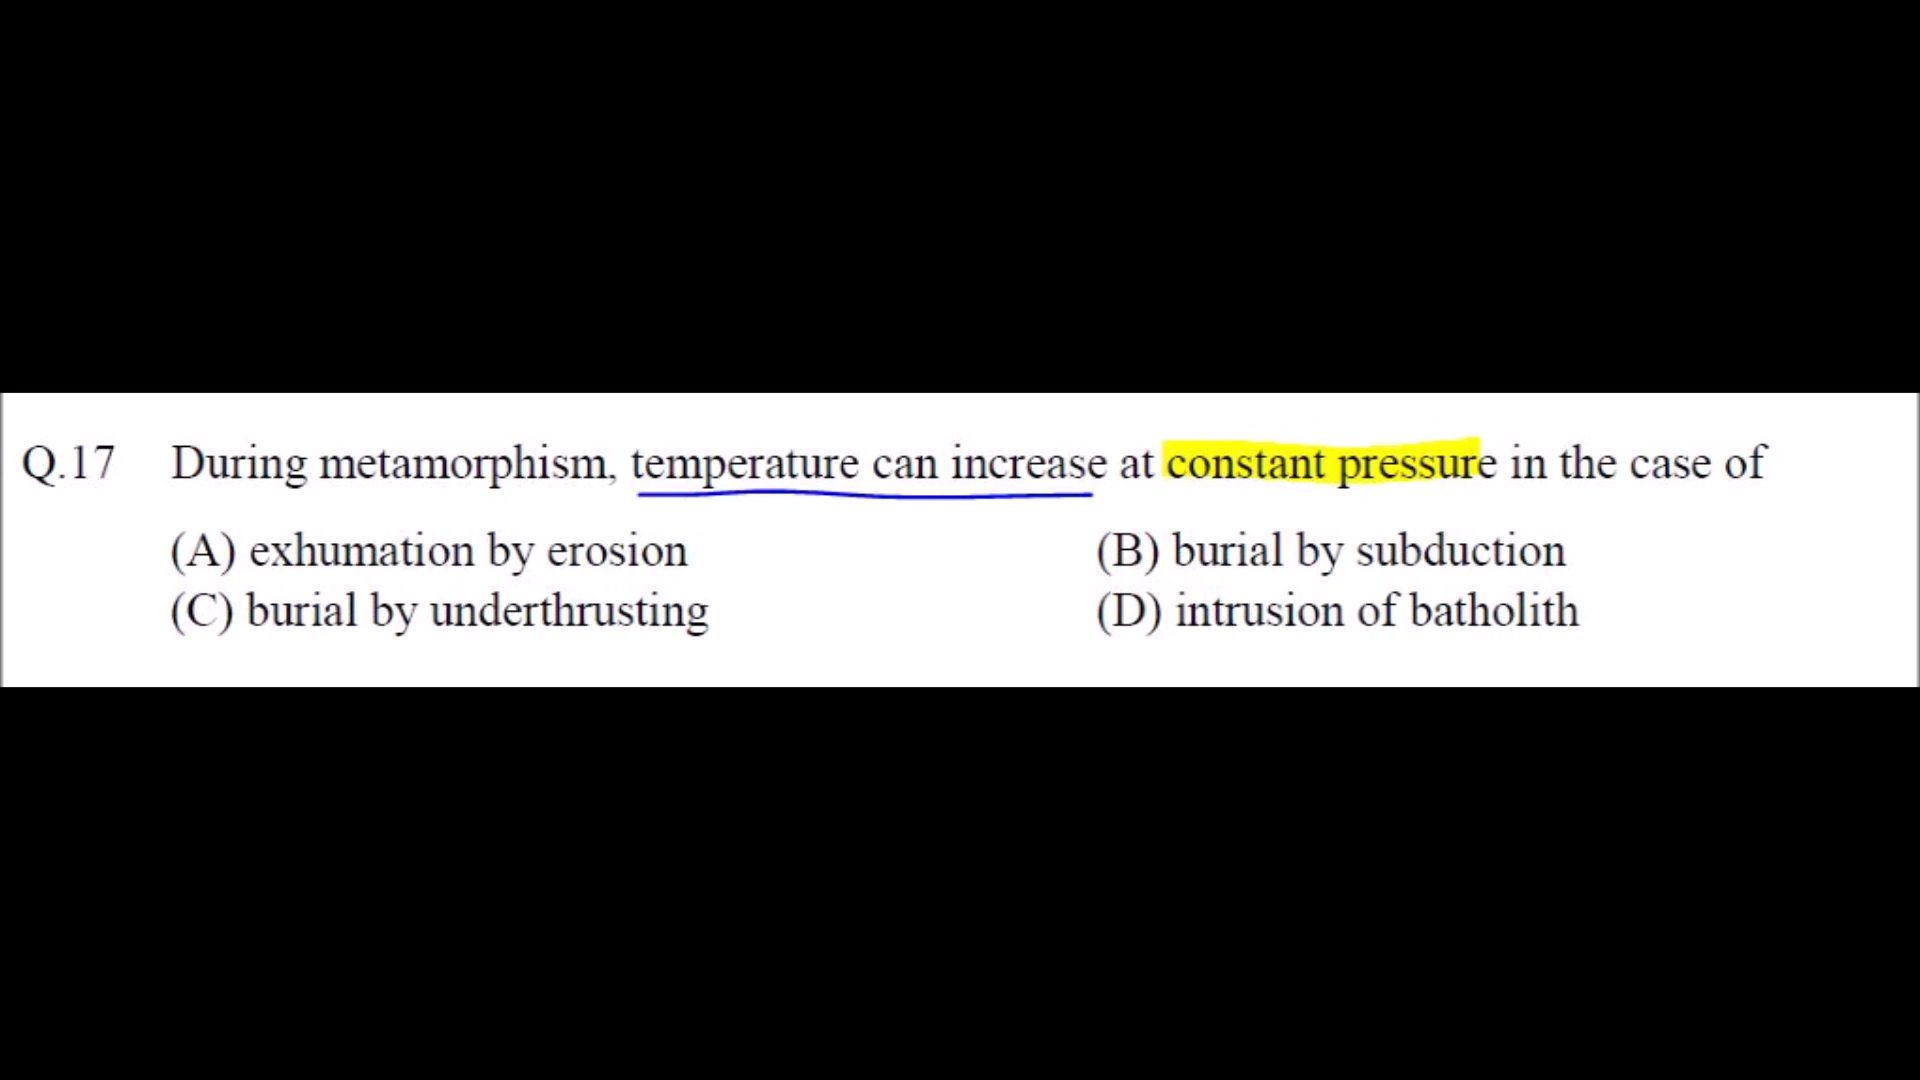 Q.17 During metamorphism, temperature can increase at constant pressure in the case of
(A) exhumation by erosion (B) burial by subduction
(C) burial by underthrusting (D) intrusion of batholith